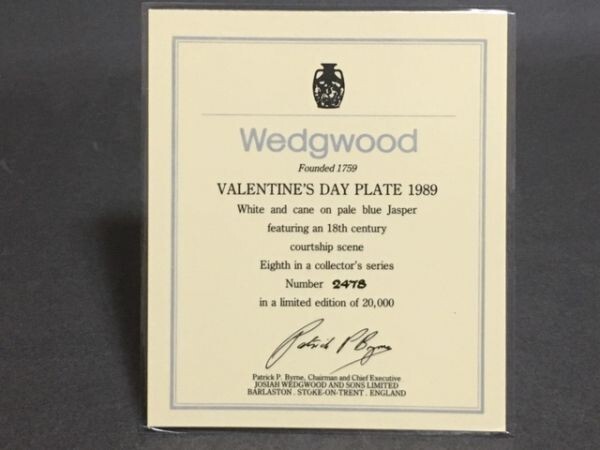 Wedgwood
Founded 1759
VALENTINE'S DAY PLATE 1989
White and cane on pale blue Jasper
featuring an 18th century
courtship scene
Eighth in a collector's series
Number 2478
in a limited edition of 20,000
Patrick P Byrne
Patrick P. Byrne, Chairman and Chief Executive
JOSIAH WEDGWOOD AND SONS LIMITED
BARLASTON . STOKE-ON-TRENT . ENGLAND